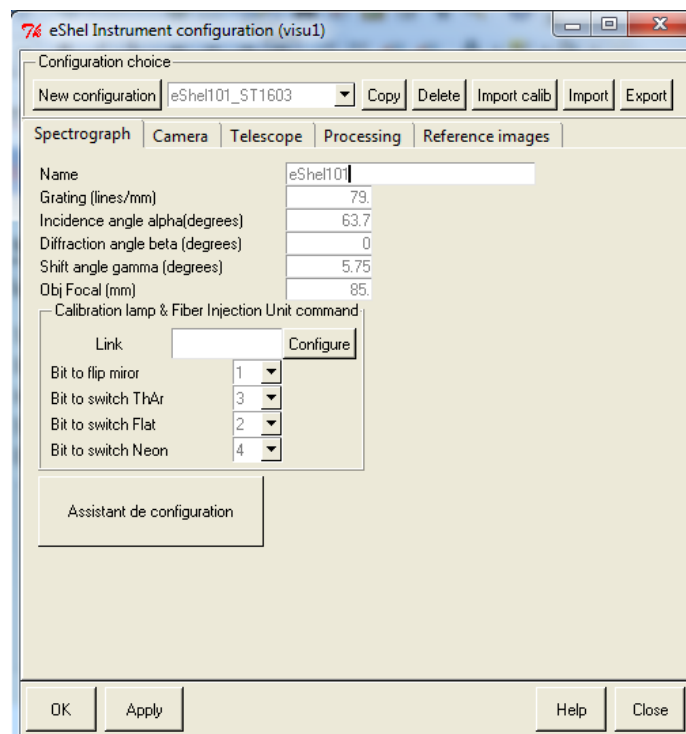 eShel Instrument configuration (visu1)
Configuration choice
New configuration eShel101_ST1603 Copy Delete Import calib Import Export
Spectrograph Camera Telescope Processing Reference images
Name eShel101
Grating (lines/mm) 79.
Incidence angle alpha(degrees) 63.7
Diffraction angle beta (degrees) 0
Shift angle gamma (degrees) 5.75
Obj Focal (mm) 85.
Calibration lamp & Fiber Injection Unit command
Link Configure
Bit to flip miror 1
Bit to switch ThAr 3
Bit to switch Flat 2
Bit to switch Neon 4
Assistant de configuration
OK Apply Help Close